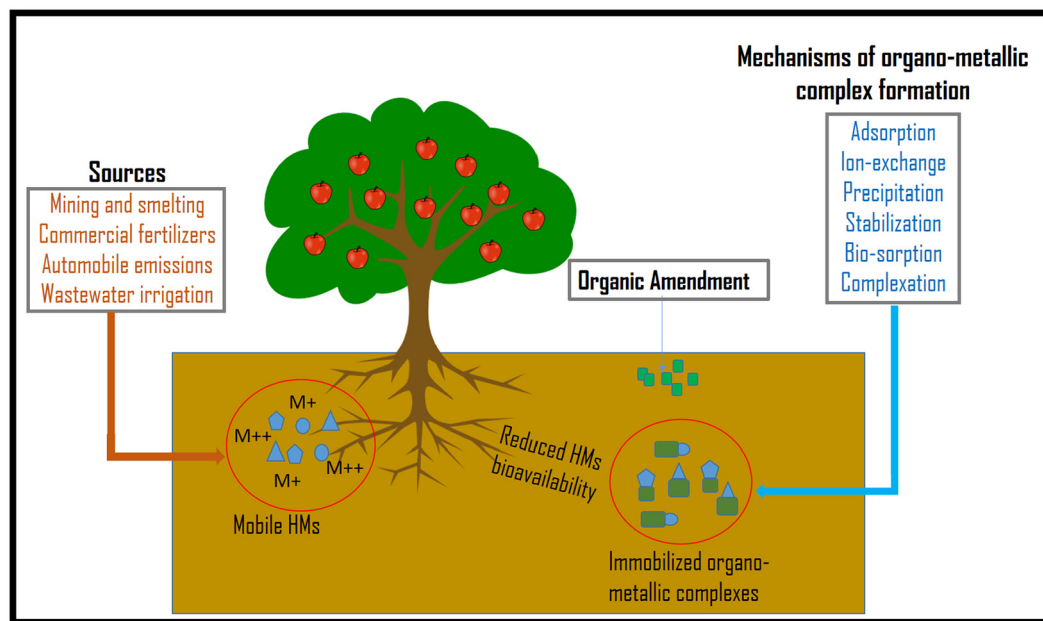 Mechanisms of organo-metallic
complex formation
Adsorption
Ion-exchange
Precipitation
Stabilization
Bio-sorption
Complexation
Sources
Mining and smelting
Commercial fertilizers
Automobile emissions
Wastewater irrigation
Organic Amendment
M+
M++
M++
M+
Mobile HMs
Reduced HMs
bioavailability
Immobilized organo-
metallic complexes